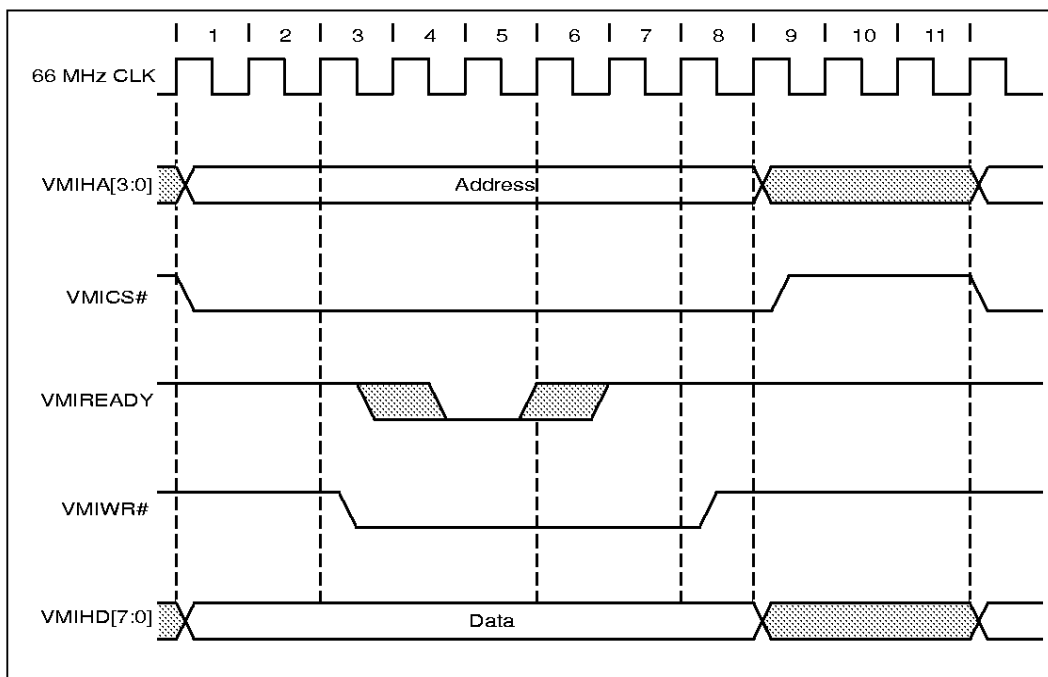 1 2 3 4 5 6 7 8 9 10 11
66 MHz CLK
VMIHA[3:0]
Address
VMICS#
VMIREADY
VMIWR#
VMIHD[7:0]
Data